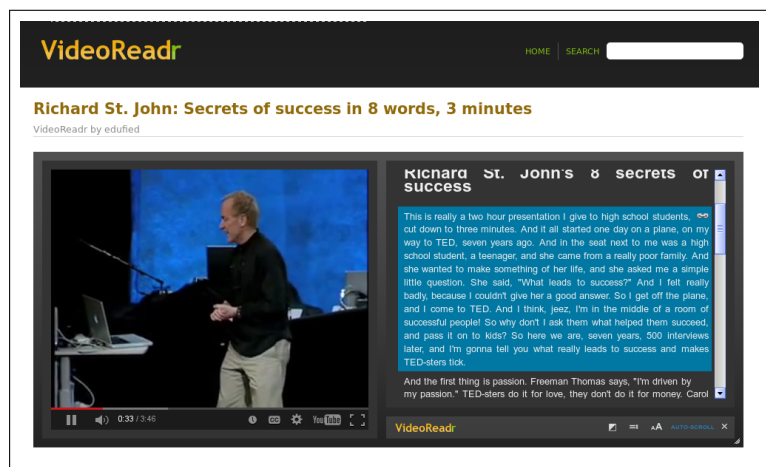 VideoReadr
HOME SEARCH
Richard St. John: Secrets of success in 8 words, 3 minutes
VideoReadr by edufied
Richard St. John's 8 secrets of
success
This is really a two hour presentation I give to high school students,
cut down to three minutes. And it all started one day on a plane, on my
way to TED, seven years ago. And in the seat next to me was a high
school student, a teenager, and she came from a really poor family. And
she wanted to make something of her life, and she asked me a simple
little question. She said, "What leads to success?" And I felt really
badly, because I couldn't give her a good answer. So I get off the plane,
and I come to TED. And I think, jeez, I'm in the middle of a room of
successful people! So why don't I ask them what helped them succeed,
and pass it on to kids? So here we are, seven years, 500 interviews
later, and I'm gonna tell you what really leads to success and makes
TED-sters tick.
And the first thing is passion. Freeman Thomas says, "I'm driven by
my passion." TED-sters do it for love, they don't do it for money. Carol
0:33 / 3:46 CC YouTube
VideoReadr AA AUTO-SCROLL ×